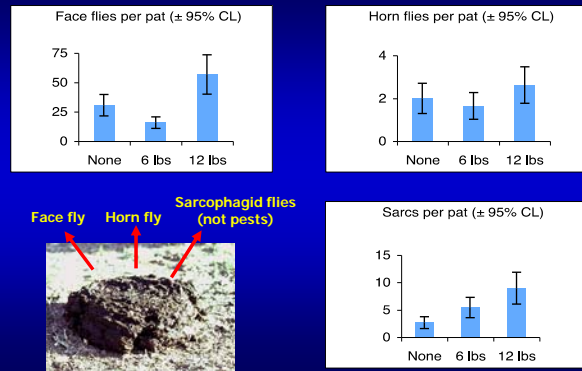 Face flies per pat (± 95% CL)
75
50
25
0
None 6 lbs 12 lbs
Horn flies per pat (± 95% CL)
4
2
0
None 6 lbs 12 lbs
Face fly
Horn fly
Sarcophagid flies
(not pests)
Sarcs per pat (± 95% CL)
15
10
5
0
None 6 lbs 12 lbs